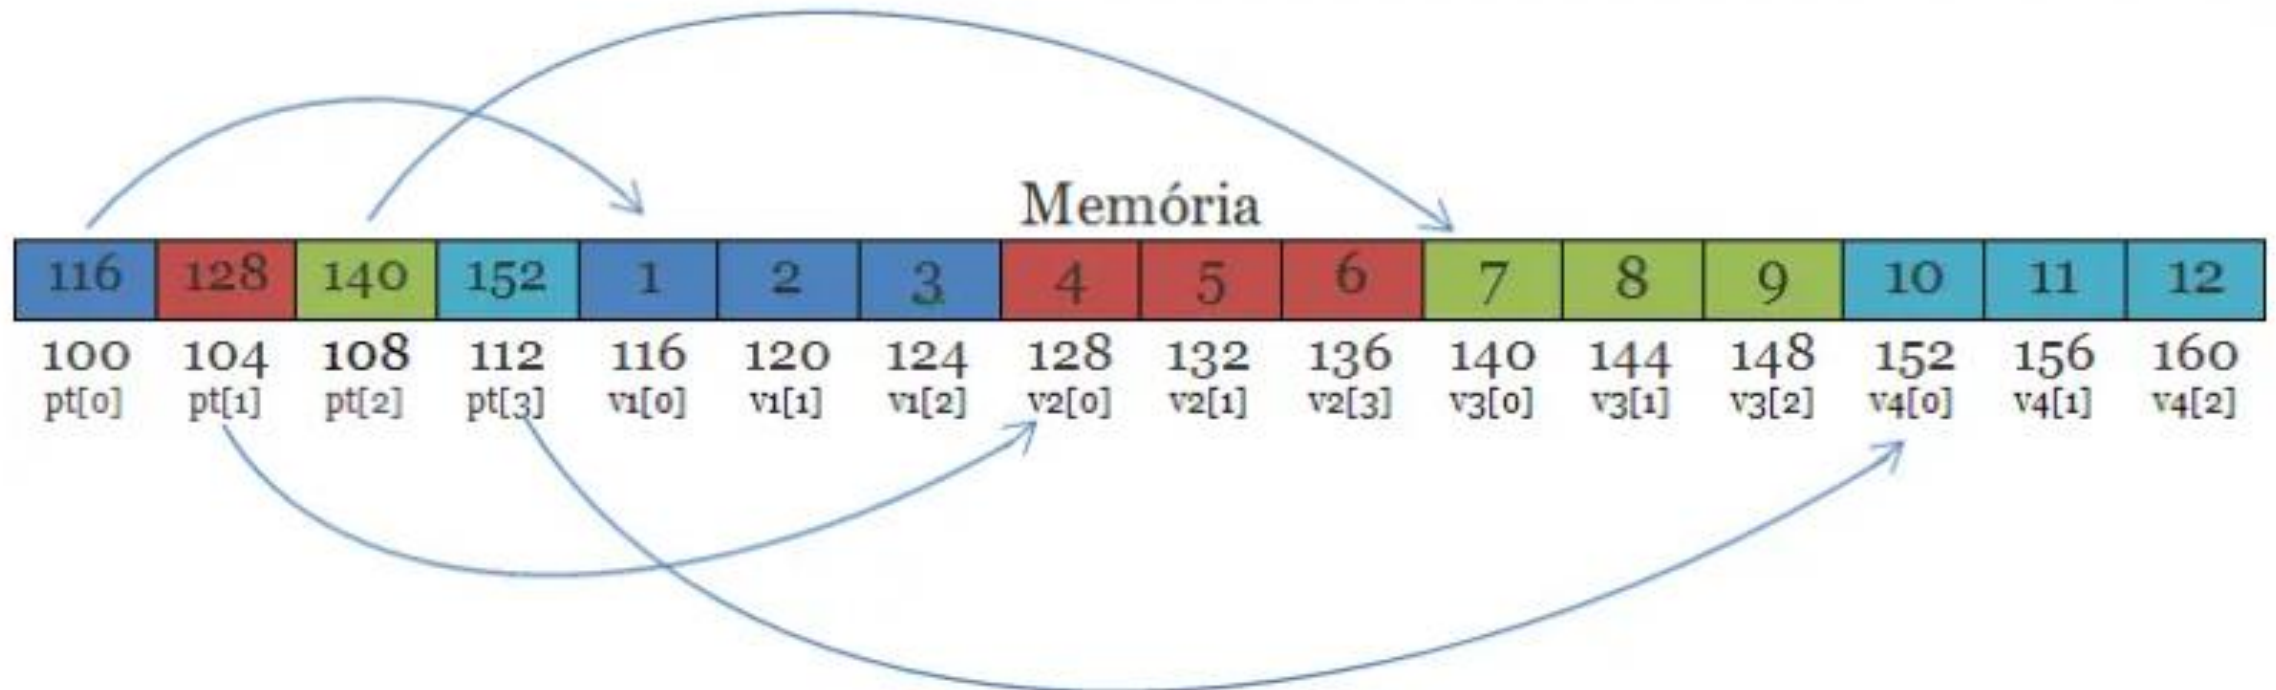 Memória
116 128 140 152 1 2 3 4 5 6 7 8 9 10 11 12
100 104 108 112 116 120 124 128 132 136 140 144 148 152 156 160
pt[0] pt[1] pt[2] pt[3] v1[0] v1[1] v1[2] v2[0] v2[1] v2[3] v3[0] v3[1] v3[2] v4[0] v4[1] v4[2]